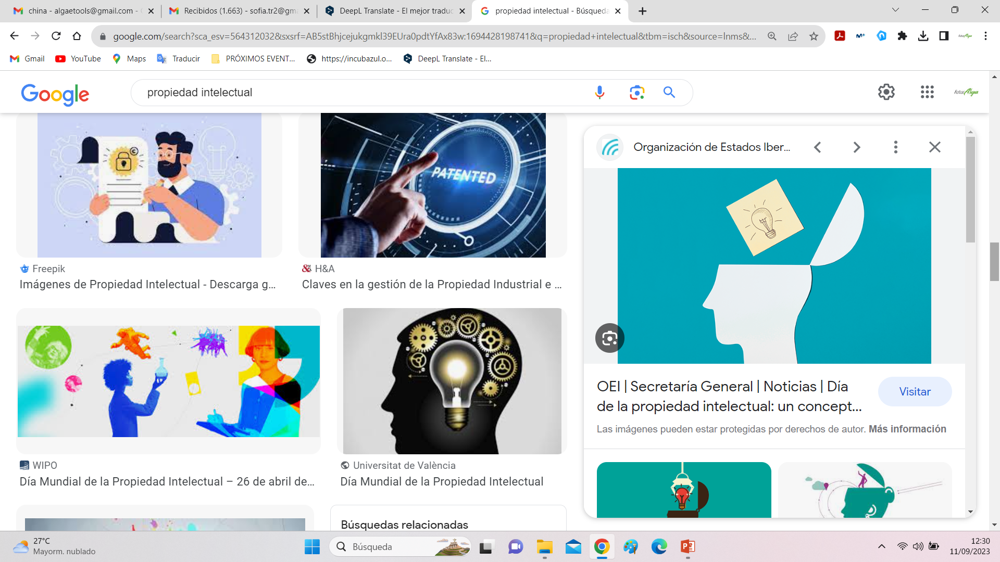 china - algaetools@gmail.com - G
Recibidos (1.663) - sofia.tr2@gma
DeepL Translate - El mejor traduc
propiedad intelectual - Búsqueda
google.com/search?sca_esv=564312032&sxsrf=AB5stBhjcejukgmkl39EUra0pdtYfAx83w:1694428198741&q=propiedad+intelectual&tbm=isch&source=lnms&...
Gmail
YouTube
Maps
Traducir
PRÓXIMOS EVENT...
https://incubazul.o...
DeepL Translate - El...
Google
propiedad intelectual
FuturAlga
PATENTED
Freepik
Imágenes de Propiedad Intelectual - Descarga g...
H&A
Claves en la gestión de la Propiedad Industrial e ...
WIPO
Día Mundial de la Propiedad Intelectual – 26 de abril de...
Universitat de València
Día Mundial de la Propiedad Intelectual
Búsquedas relacionadas
Organización de Estados Iber...
OEI | Secretaría General | Noticias | Día
de la propiedad intelectual: un concept...
Visitar
Las imágenes pueden estar protegidas por derechos de autor. Más información
27°C
Mayorm. nublado
Búsqueda
12:30
11/09/2023